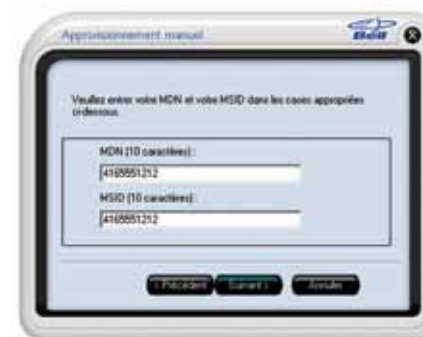 Approvisionnement manuel
Bell
Veuillez entrer votre MDN et votre MSID dans les cases appropriées
ci-dessous.
MDN (10 caractères) :
4165551212
MSID (10 caractères) :
4165551212
< Précédent Suivant > Annuler